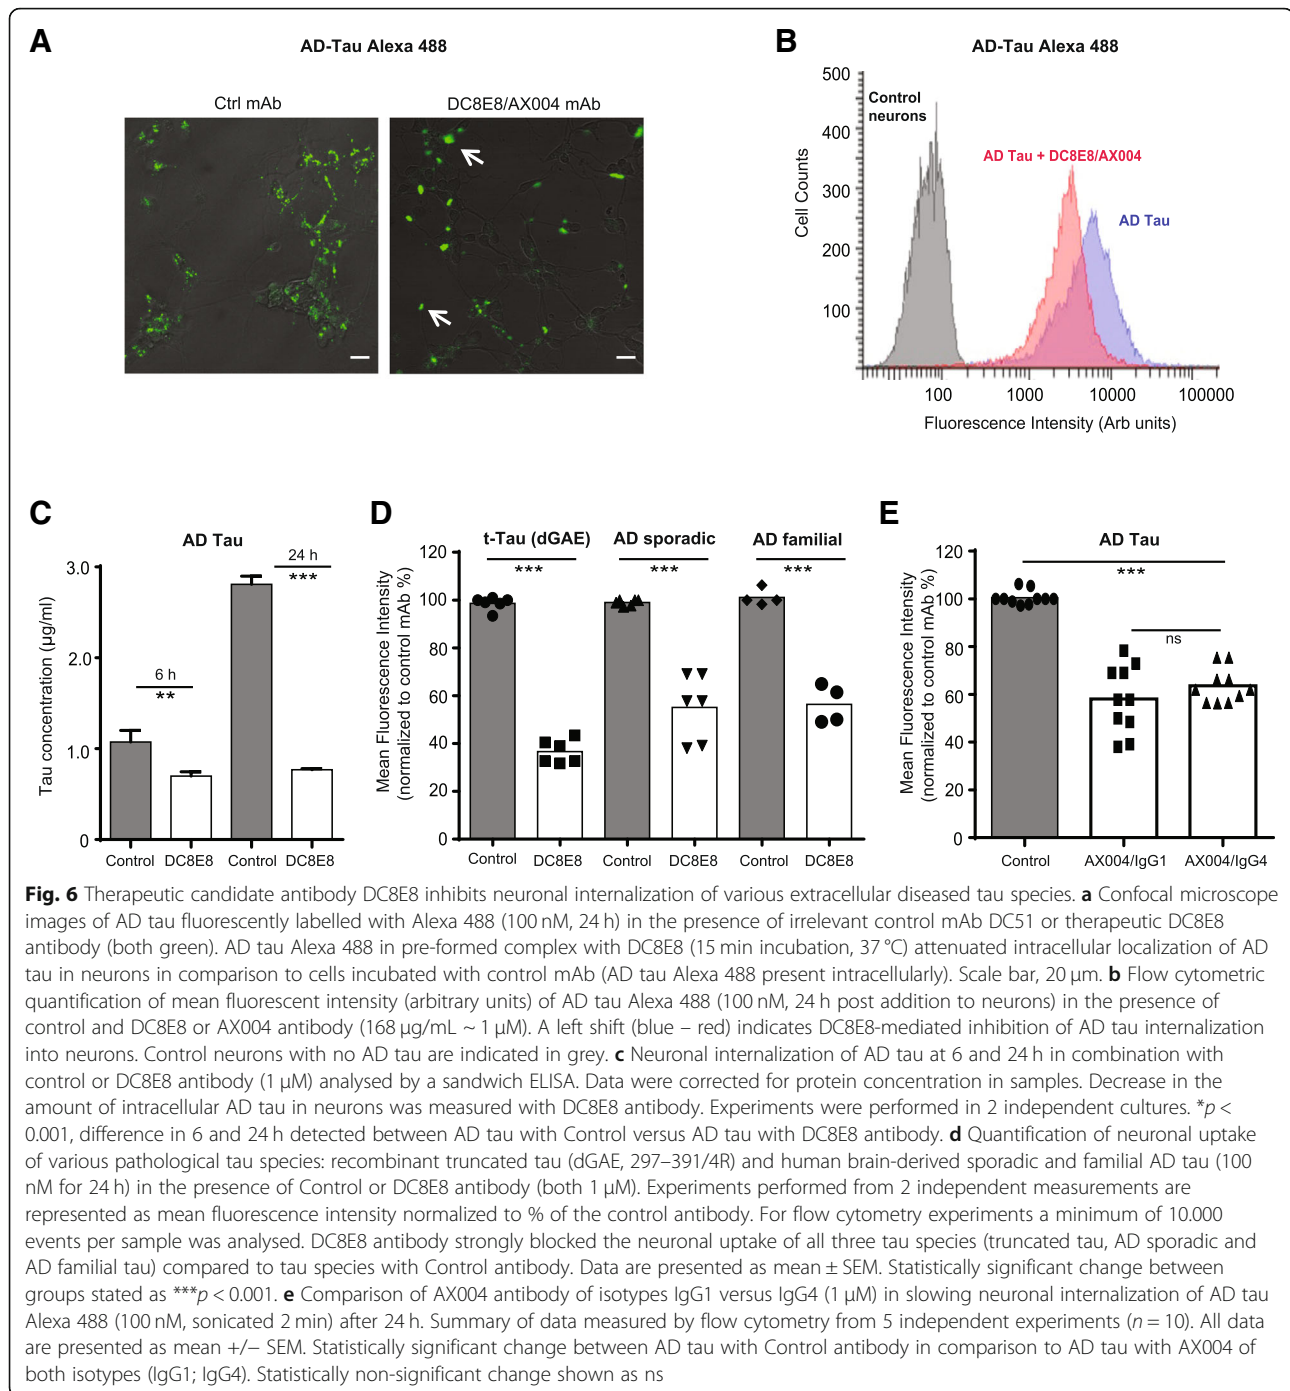 A
AD-Tau Alexa 488
Ctrl mAb
DC8E8/AX004 mAb
B
AD-Tau Alexa 488
500
400
300
200
100
Cell Counts
Control
neurons
AD Tau + DC8E8/AX004
AD Tau
100
1000
10000
100000
Fluorescence Intensity (Arb units)
C
AD Tau
Tau concentration (µg/ml)
3.0
2.0
1.0
0
6 h
**
24 h
***
Control
DC8E8
Control
DC8E8
D
t-Tau (dGAE)
AD sporadic
AD familial
***
***
***
Mean Fluorescence Intensity
(normalized to control mAb %)
120
100
80
60
40
20
0
Control
DC8E8
Control
DC8E8
Control
DC8E8
E
AD Tau
***
ns
Mean Fluorescence Intensity
(normalized to control mAb %)
120
100
80
60
40
20
0
Control
AX004/IgG1
AX004/IgG4
Fig. 6 Therapeutic candidate antibody DC8E8 inhibits neuronal internalization of various extracellular diseased tau species. a Confocal microscope
images of AD tau fluorescently labelled with Alexa 488 (100 nM, 24 h) in the presence of irrelevant control mAb DC51 or therapeutic DC8E8
antibody (both green). AD tau Alexa 488 in pre-formed complex with DC8E8 (15 min incubation, 37 °C) attenuated intracellular localization of AD
tau in neurons in comparison to cells incubated with control mAb (AD tau Alexa 488 present intracellularly). Scale bar, 20 µm. b Flow cytometric
quantification of mean fluorescent intensity (arbitrary units) of AD tau Alexa 488 (100 nM, 24 h post addition to neurons) in the presence of
control and DC8E8 or AX004 antibody (168 µg/mL ~ 1 µM). A left shift (blue – red) indicates DC8E8-mediated inhibition of AD tau internalization
into neurons. Control neurons with no AD tau are indicated in grey. c Neuronal internalization of AD tau at 6 and 24 h in combination with
control or DC8E8 antibody (1 µM) analysed by a sandwich ELISA. Data were corrected for protein concentration in samples. Decrease in the
amount of intracellular AD tau in neurons was measured with DC8E8 antibody. Experiments were performed in 2 independent cultures. *p <
0.001, difference in 6 and 24 h detected between AD tau with Control versus AD tau with DC8E8 antibody. d Quantification of neuronal uptake
of various pathological tau species: recombinant truncated tau (dGAE, 297–391/4R) and human brain-derived sporadic and familial AD tau (100
nM for 24 h) in the presence of Control or DC8E8 antibody (both 1 µM). Experiments performed from 2 independent measurements are
represented as mean fluorescence intensity normalized to % of the control antibody. For flow cytometry experiments a minimum of 10.000
events per sample was analysed. DC8E8 antibody strongly blocked the neuronal uptake of all three tau species (truncated tau, AD sporadic and
AD familial tau) compared to tau species with Control antibody. Data are presented as mean ± SEM. Statistically significant change between
groups stated as ***p < 0.001. e Comparison of AX004 antibody of isotypes IgG1 versus IgG4 (1 µM) in slowing neuronal internalization of AD tau
Alexa 488 (100 nM, sonicated 2 min) after 24 h. Summary of data measured by flow cytometry from 5 independent experiments (n = 10). All data
are presented as mean +/− SEM. Statistically significant change between AD tau with Control antibody in comparison to AD tau with AX004 of
both isotypes (IgG1; IgG4). Statistically non-significant change shown as ns